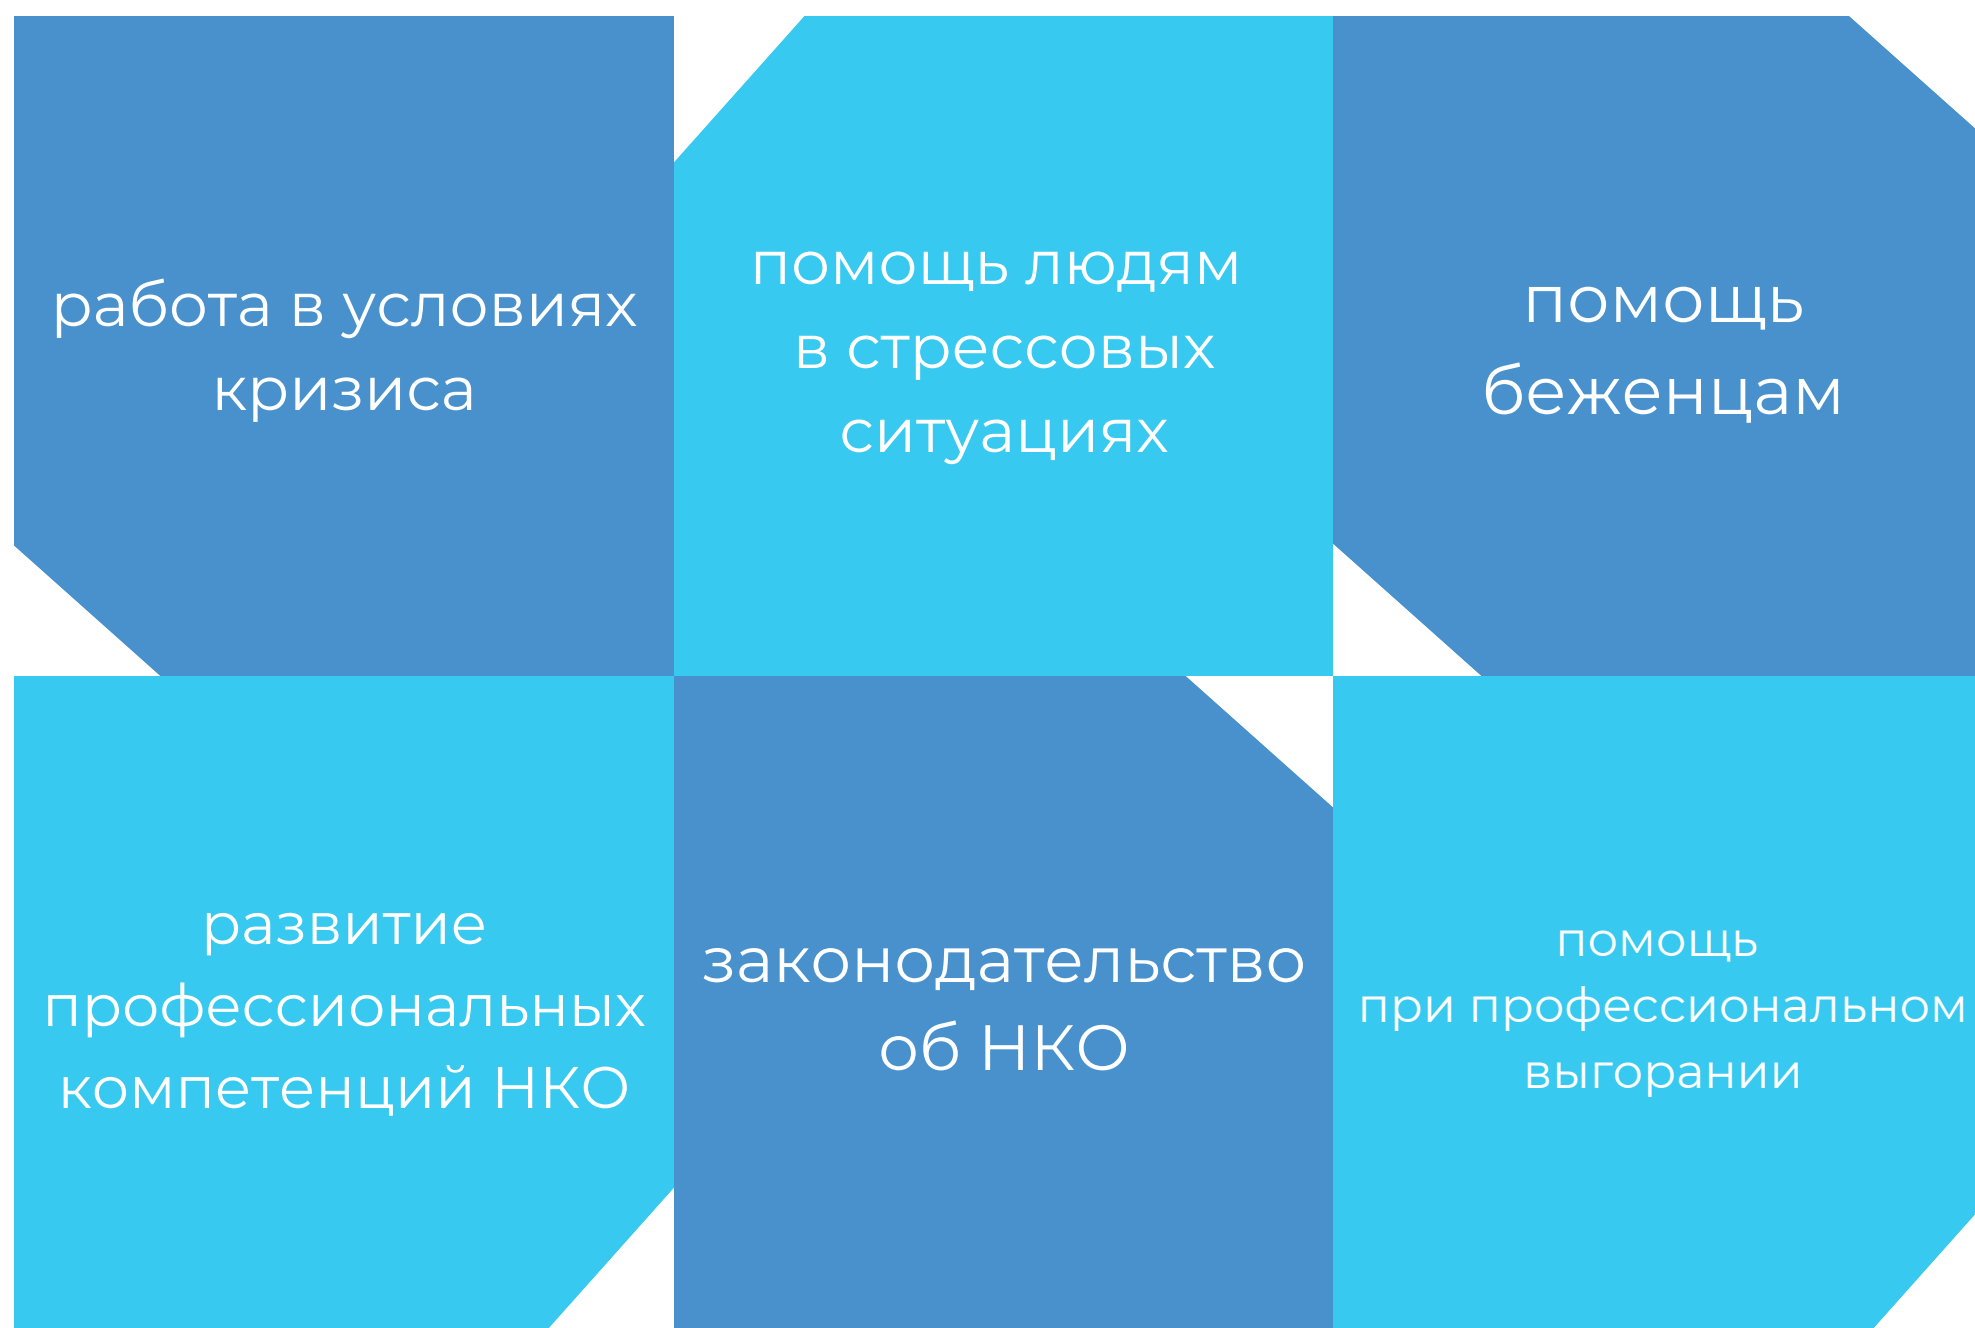 работа в условиях
кризиса
помощь людям
в стрессовых
ситуациях
помощь
беженцам
развитие
профессиональных
компетенций НКО
законодательство
об НКО
помощь
при профессиональном
выгорании